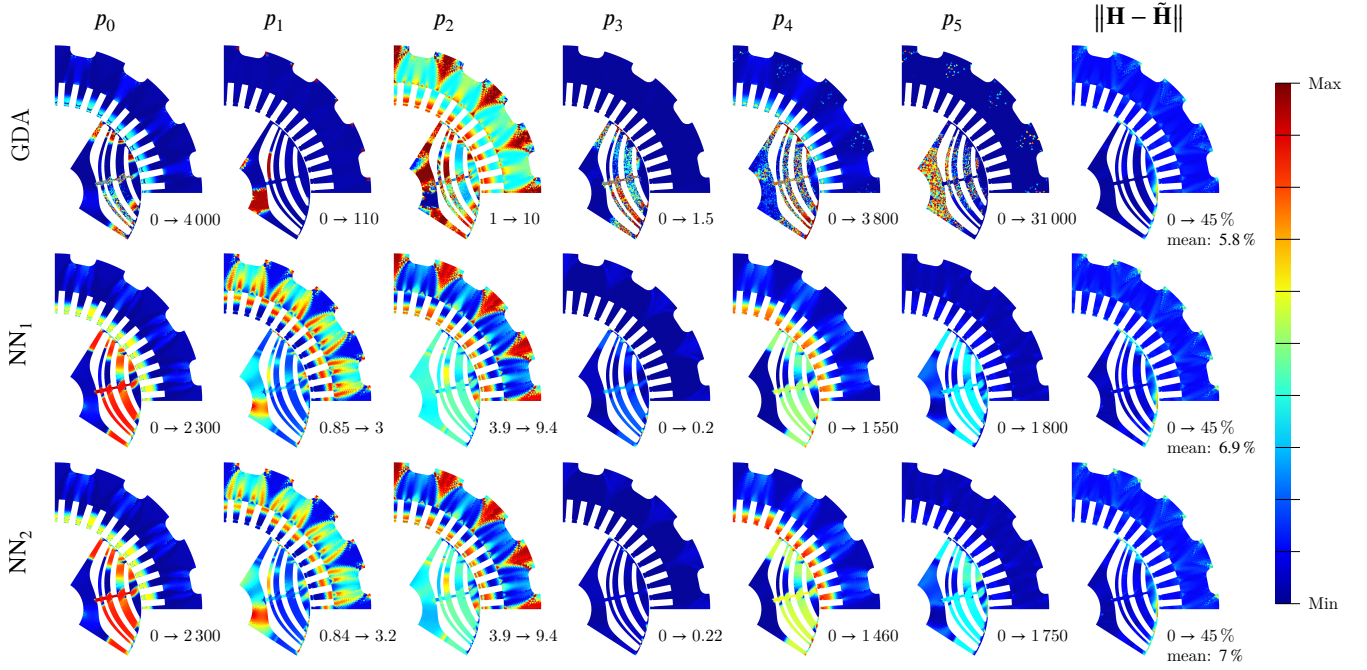 p₀ p₁ p₂ p₃ p₄ p₅ ‖H − H̃‖
GDA
0 → 4 000 0 → 110 1 → 10 0 → 1.5 0 → 3 800 0 → 31 000 0 → 45 %
mean: 5.8 %
NN₁
0 → 2 300 0.85 → 3 3.9 → 9.4 0 → 0.2 0 → 1 550 0 → 1 800 0 → 45 %
mean: 6.9 %
NN₂
0 → 2 300 0.84 → 3.2 3.9 → 9.4 0 → 0.22 0 → 1 460 0 → 1 750 0 → 45 %
mean: 7 %
Max
Min